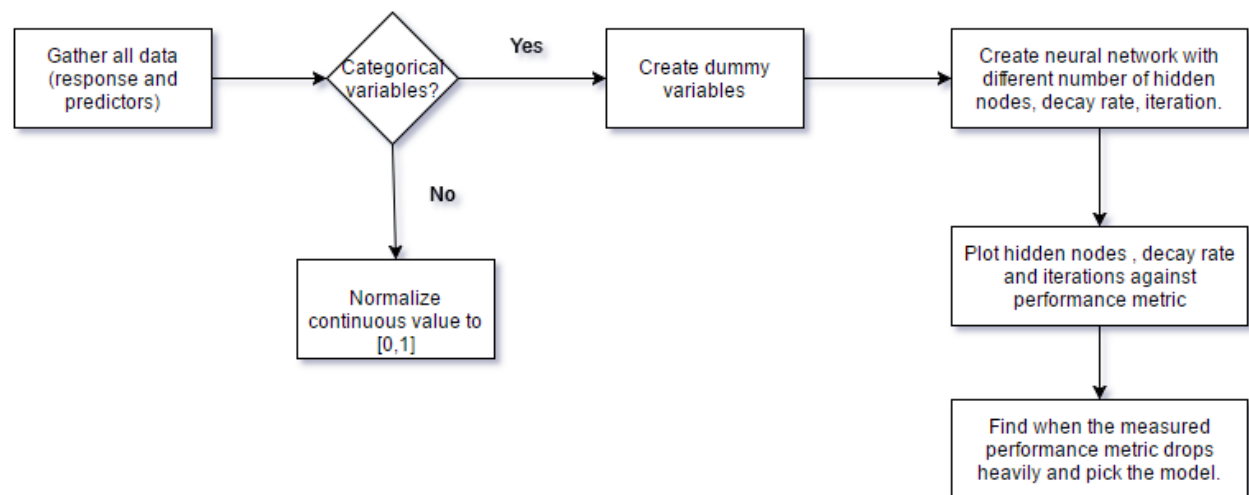 Gather all data
(response and
predictors)
Categorical
variables?
Yes
Create dummy
variables
Create neural network with
different number of hidden
nodes, decay rate, iteration.
No
Normalize
continuous value to
[0,1]
Plot hidden nodes , decay rate
and iterations against
performance metric
Find when the measured
performance metric drops
heavily and pick the model.